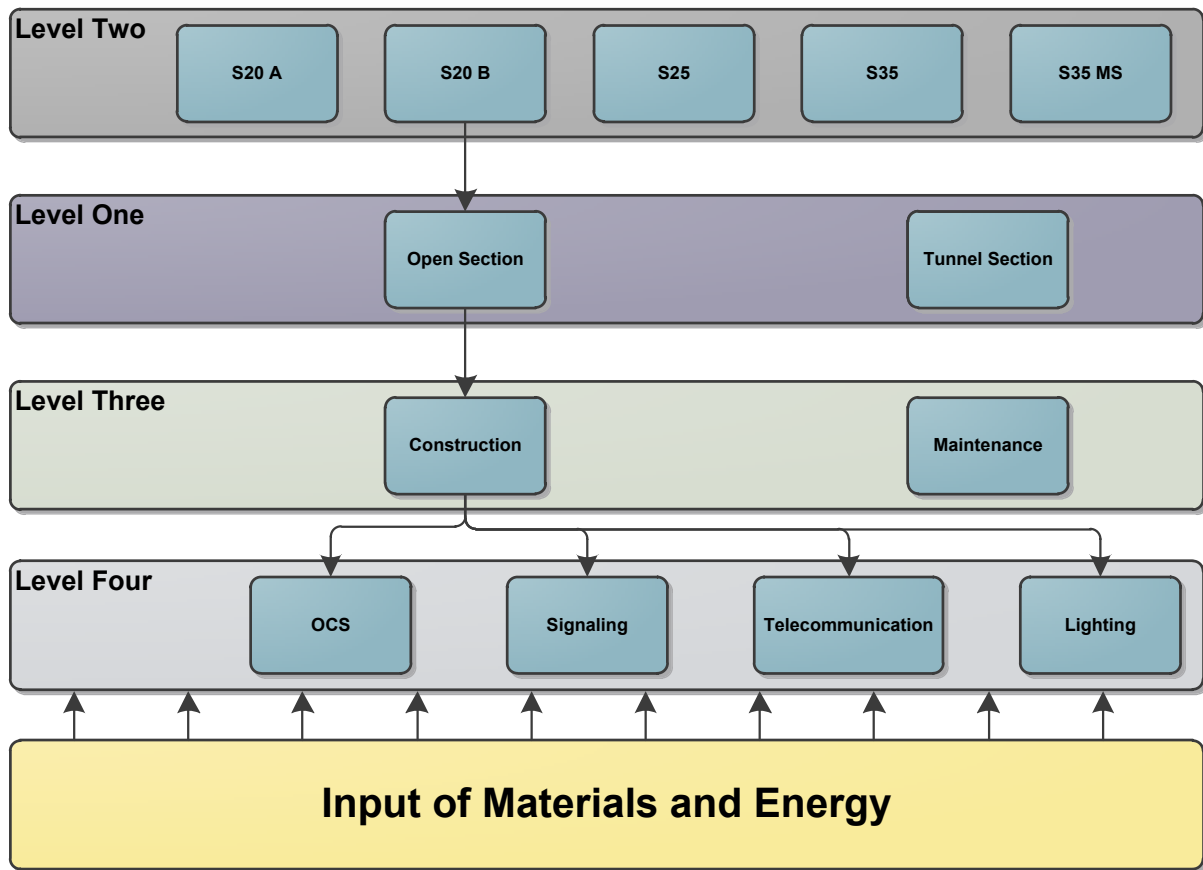 Level Two
S20 A
S20 B
S25
S35
S35 MS
Level One
Open Section
Tunnel Section
Level Three
Construction
Maintenance
Level Four
OCS
Signaling
Telecommunication
Lighting
Input of Materials and Energy